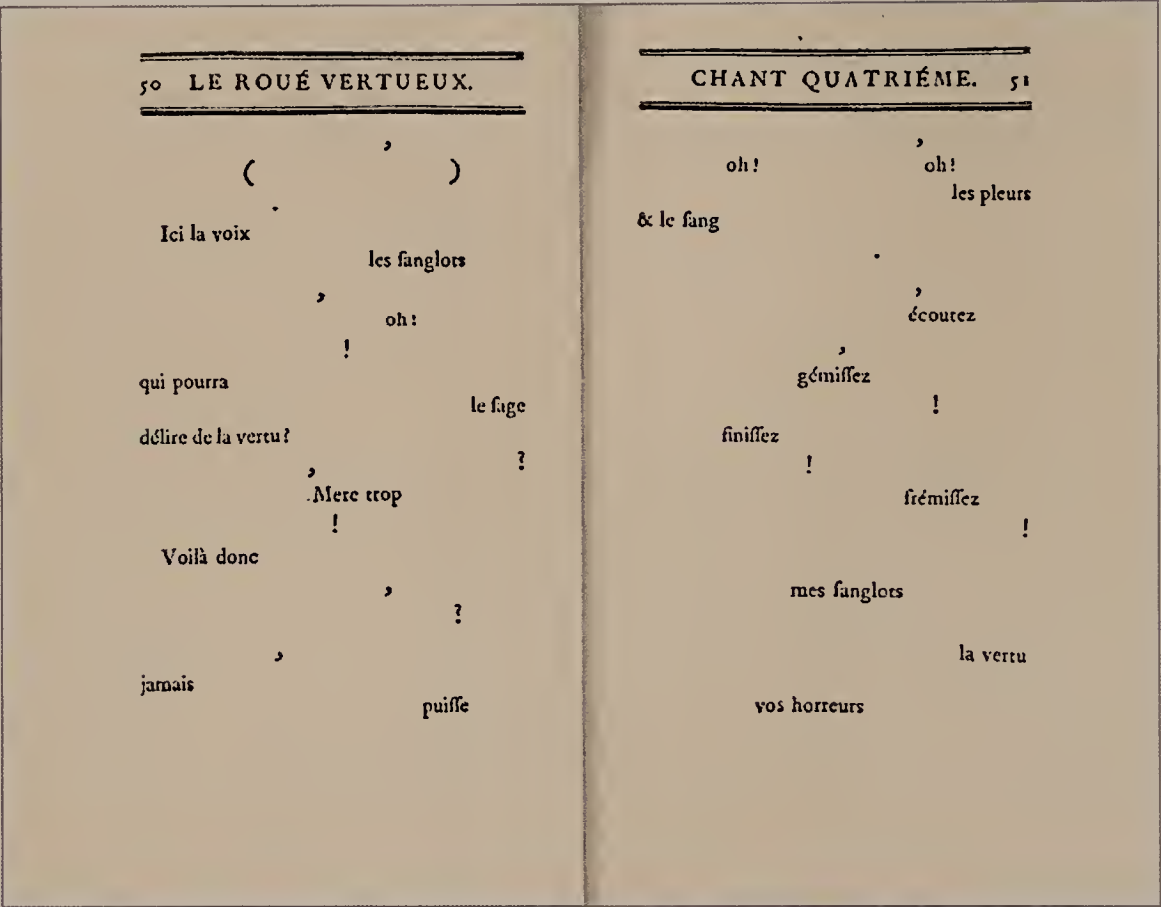 50 LE ROUÉ VERTUEUX.
,
( )
.
Ici la voix
les ſanglots
,
oh!
!
qui pourra
le ſage
délire de la vertu?
?
,
.Mere trop
!
Voilà donc
,
?
,
jamais
puiſſe
CHANT QUATRIÉME. 51
,
oh! oh!
les pleurs
& le ſang
.
,
écoutez
,
gémiſſez
!
finiſſez
!
frémiſſez
!
mes ſanglots
la vertu
vos horreurs